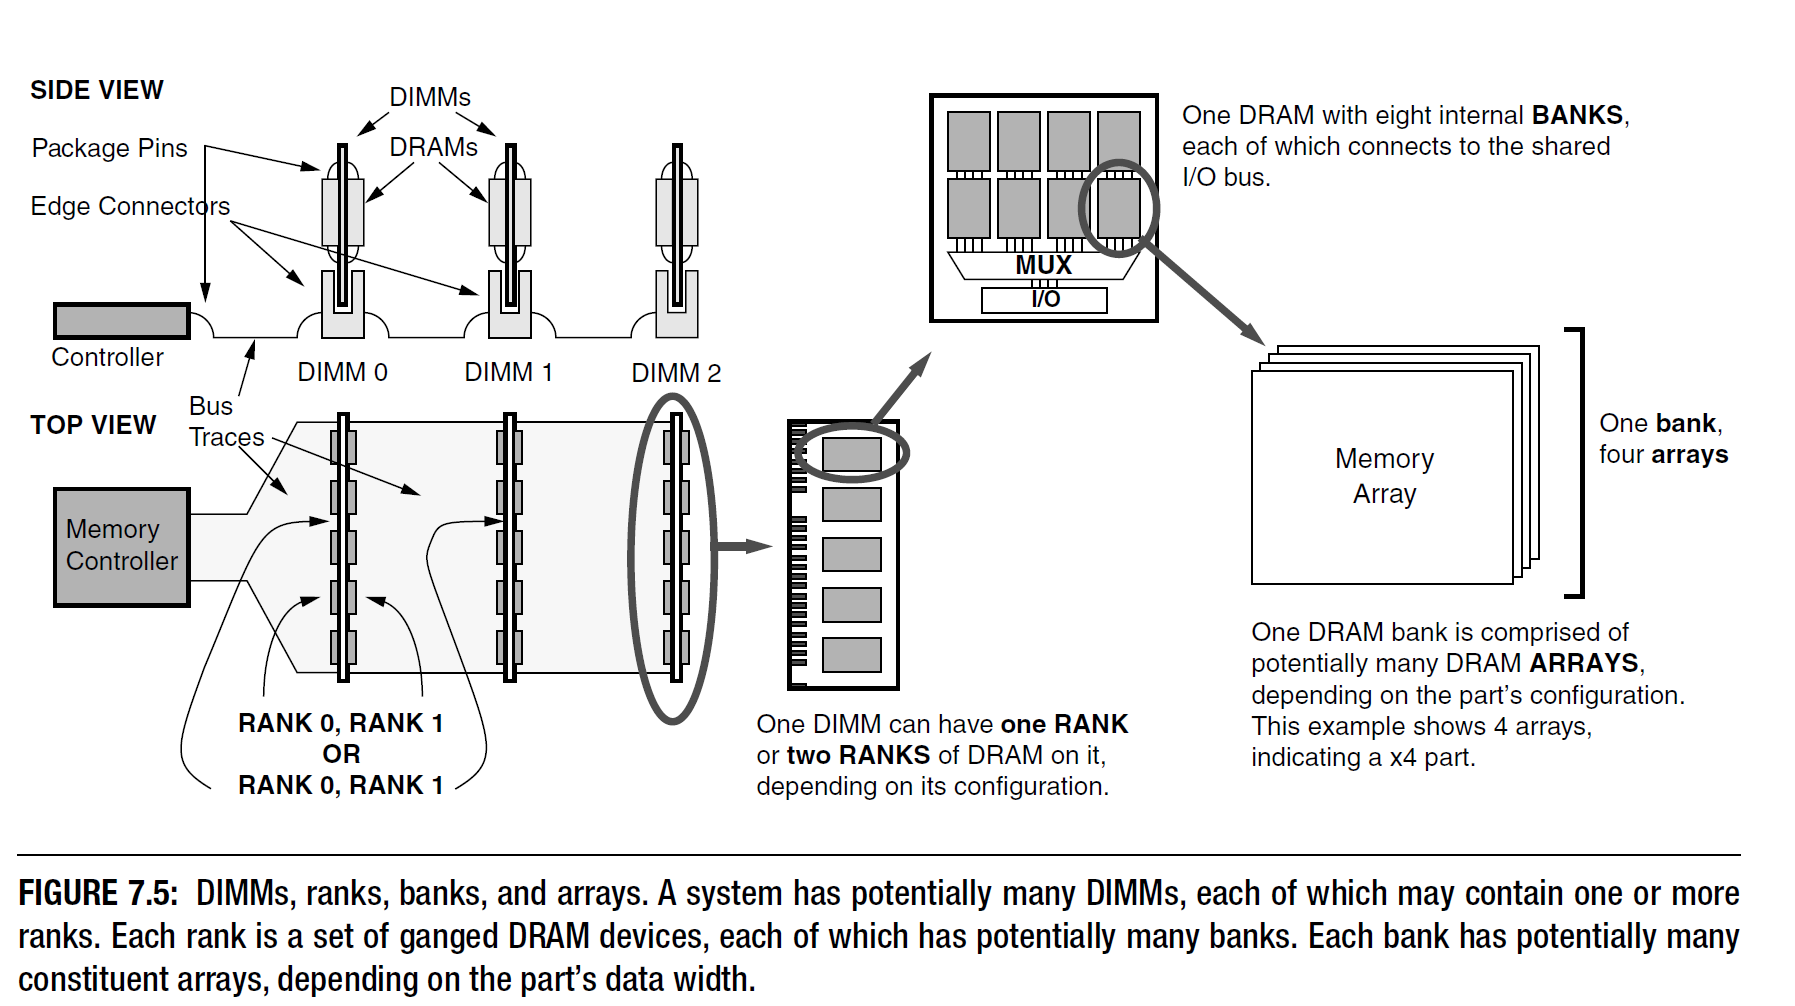 SIDE VIEW
DIMMs
Package Pins
DRAMs
Edge Connectors
Controller
DIMM 0
DIMM 1
DIMM 2
TOP VIEW
Bus
Traces
Memory
Controller
RANK 0, RANK 1
OR
RANK 0, RANK 1
One DIMM can have one RANK
or two RANKS of DRAM on it,
depending on its configuration.
MUX
I/O
One DRAM with eight internal BANKS,
each of which connects to the shared
I/O bus.
Memory
Array
One bank,
four arrays
One DRAM bank is comprised of
potentially many DRAM ARRAYS,
depending on the part's configuration.
This example shows 4 arrays,
indicating a x4 part.
FIGURE 7.5: DIMMs, ranks, banks, and arrays. A system has potentially many DIMMs, each of which may contain one or more
ranks. Each rank is a set of ganged DRAM devices, each of which has potentially many banks. Each bank has potentially many
constituent arrays, depending on the part's data width.